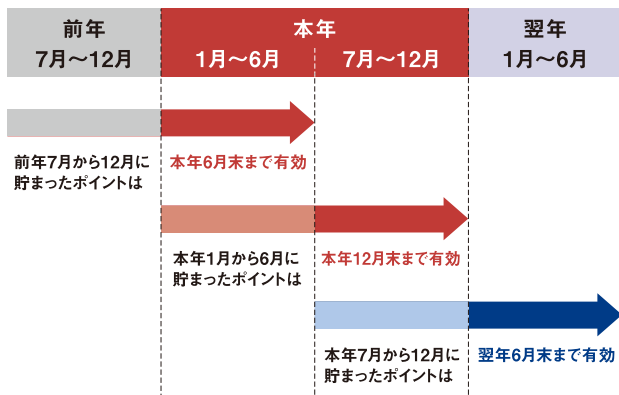 前年
7月～12月
本年
1月～6月
7月～12月
翌年
1月～6月
前年7月から12月に
貯まったポイントは
本年6月末まで有効
本年1月から6月に
貯まったポイントは
本年12月末まで有効
本年7月から12月に
貯まったポイントは
翌年6月末まで有効